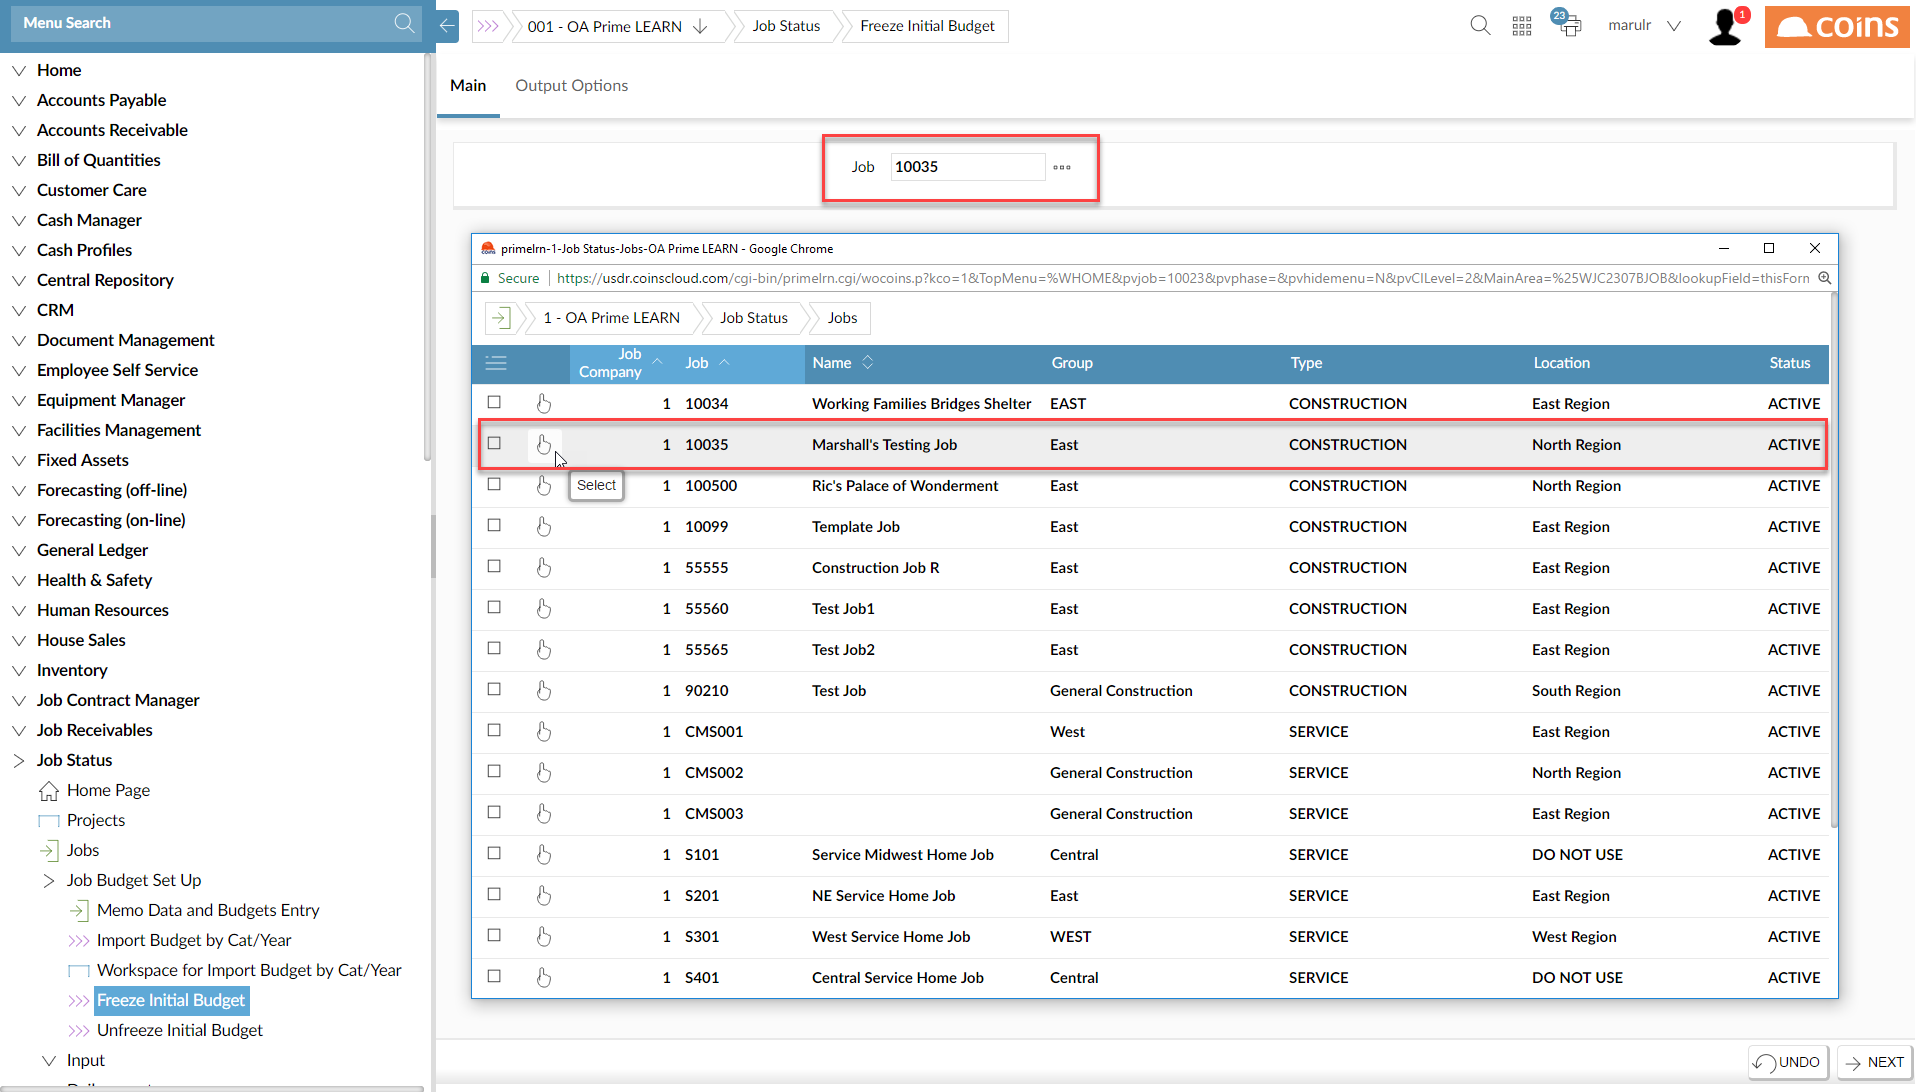 Menu Search
Home
Accounts Payable
Accounts Receivable
Bill of Quantities
Customer Care
Cash Manager
Cash Profiles
Central Repository
CRM
Document Management
Employee Self Service
Equipment Manager
Facilities Management
Fixed Assets
Forecasting (off-line)
Forecasting (on-line)
General Ledger
Health & Safety
Human Resources
House Sales
Inventory
Job Contract Manager
Job Receivables
Job Status
Home Page
Projects
Jobs
Job Budget Set Up
Memo Data and Budgets Entry
Import Budget by Cat/Year
Workspace for Import Budget by Cat/Year
Freeze Initial Budget
Unfreeze Initial Budget
Input
001 - OA Prime LEARN Job Status Freeze Initial Budget
23 marulr 1 coins
Main Output Options
Job 10035
primelrn-1-Job Status-Jobs-OA Prime LEARN - Google Chrome
Secure https://usdr.coinscloud.com/cgi-bin/primelrn.cgi/wocoins.p?kco=1&TopMenu=%WHOME&pvjob=10023&pvphase=&pvhidemenu=N&pvCILevel=2&MainArea=%25WJC2307BJOB&lookupField=thisForn
1 - OA Prime LEARN Job Status Jobs
Job Company Job Name Group Type Location Status
1 10034 Working Families Bridges Shelter EAST CONSTRUCTION East Region ACTIVE
1 10035 Marshall's Testing Job East CONSTRUCTION North Region ACTIVE
Select
1 100500 Ric's Palace of Wonderment East CONSTRUCTION North Region ACTIVE
1 10099 Template Job East CONSTRUCTION East Region ACTIVE
1 55555 Construction Job R East CONSTRUCTION East Region ACTIVE
1 55560 Test Job1 East CONSTRUCTION East Region ACTIVE
1 55565 Test Job2 East CONSTRUCTION East Region ACTIVE
1 90210 Test Job General Construction CONSTRUCTION South Region ACTIVE
1 CMS001 West SERVICE East Region ACTIVE
1 CMS002 General Construction SERVICE North Region ACTIVE
1 CMS003 General Construction SERVICE East Region ACTIVE
1 S101 Service Midwest Home Job Central SERVICE DO NOT USE ACTIVE
1 S201 NE Service Home Job East SERVICE East Region ACTIVE
1 S301 West Service Home Job WEST SERVICE West Region ACTIVE
1 S401 Central Service Home Job Central SERVICE DO NOT USE ACTIVE
UNDO NEXT